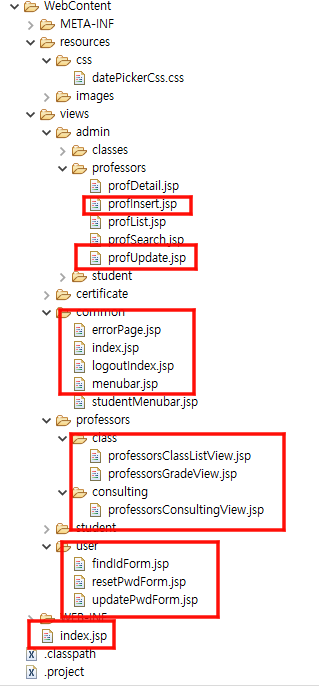 WebContent
META-INF
resources
css
datePickerCss.css
images
views
admin
classes
professors
profDetail.jsp
profInsert.jsp
profList.jsp
profSearch.jsp
profUpdate.jsp
student
certificate
common
errorPage.jsp
index.jsp
logoutIndex.jsp
menubar.jsp
studentMenubar.jsp
professors
class
professorsClassListView.jsp
professorsGradeView.jsp
consulting
professorsConsultingView.jsp
student
user
findIdForm.jsp
resetPwdForm.jsp
updatePwdForm.jsp
WEB-INF
index.jsp
.classpath
.project